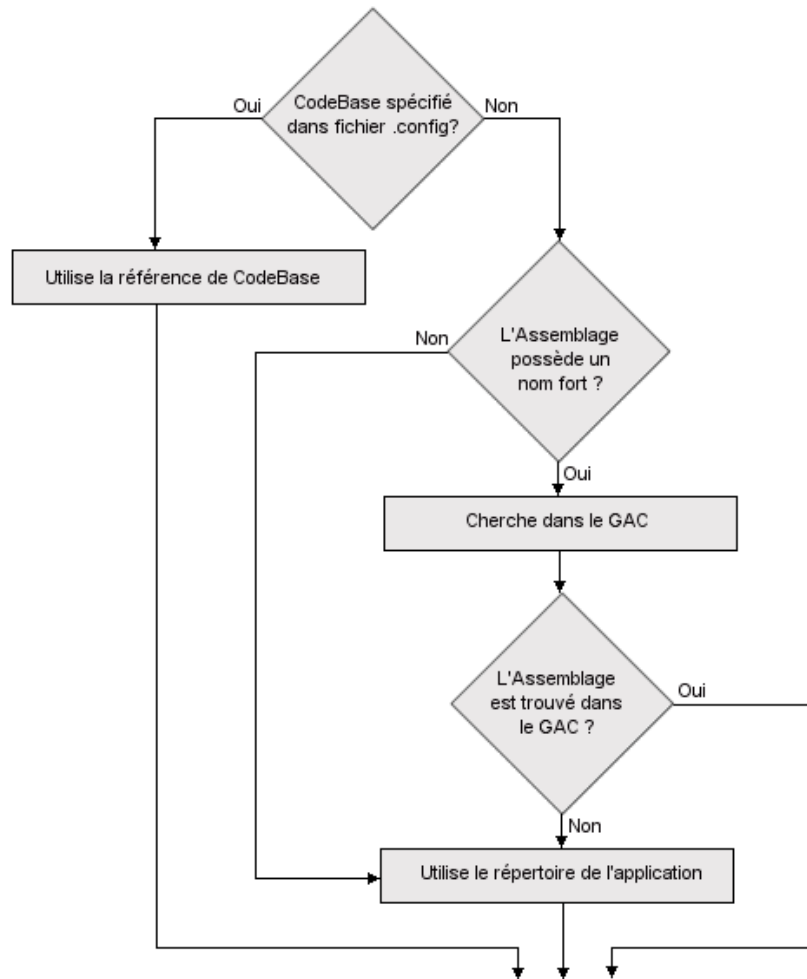 CodeBase spécifié
dans fichier .config?
Oui
Non
Utilise la référence de CodeBase
L'Assemblage
possède un
nom fort ?
Non
Oui
Cherche dans le GAC
L'Assemblage
est trouvé dans
le GAC ?
Oui
Non
Utilise le répertoire de l'application